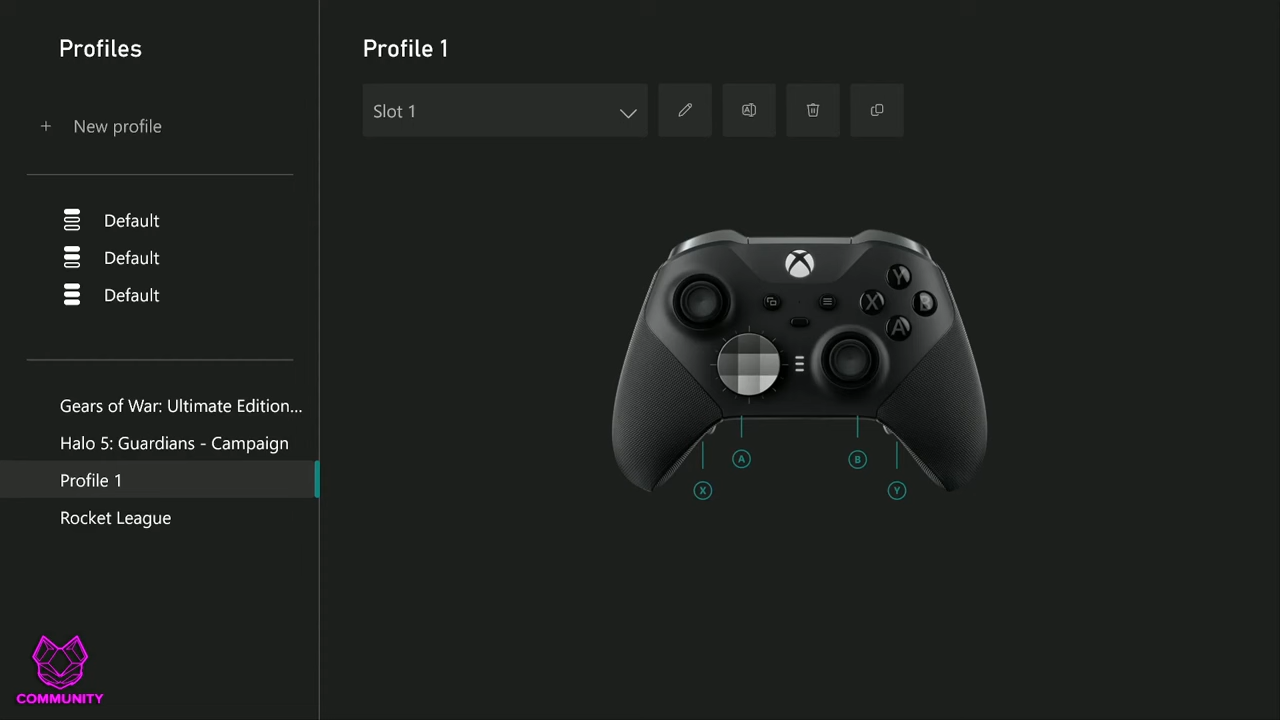 Profiles
+ New profile
Default
Default
Default
Gears of War: Ultimate Edition...
Halo 5: Guardians - Campaign
Profile 1
Rocket League
COMMUNITY
Profile 1
Slot 1
Y
X
A
A
B
X
Y